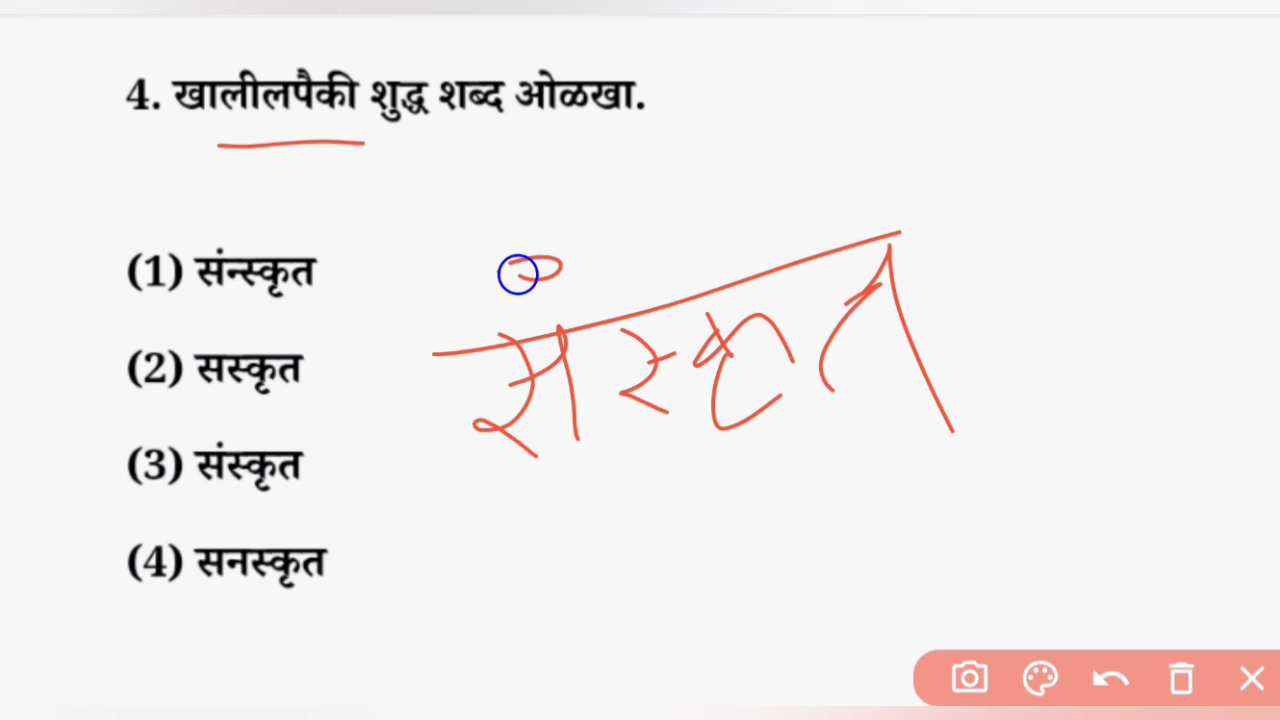 4. खालीलपैकी शुद्ध शब्द ओळखा.
(1) संन्स्कृत
(2) सस्कृत
(3) संस्कृत
(4) सनस्कृत
संस्कृत